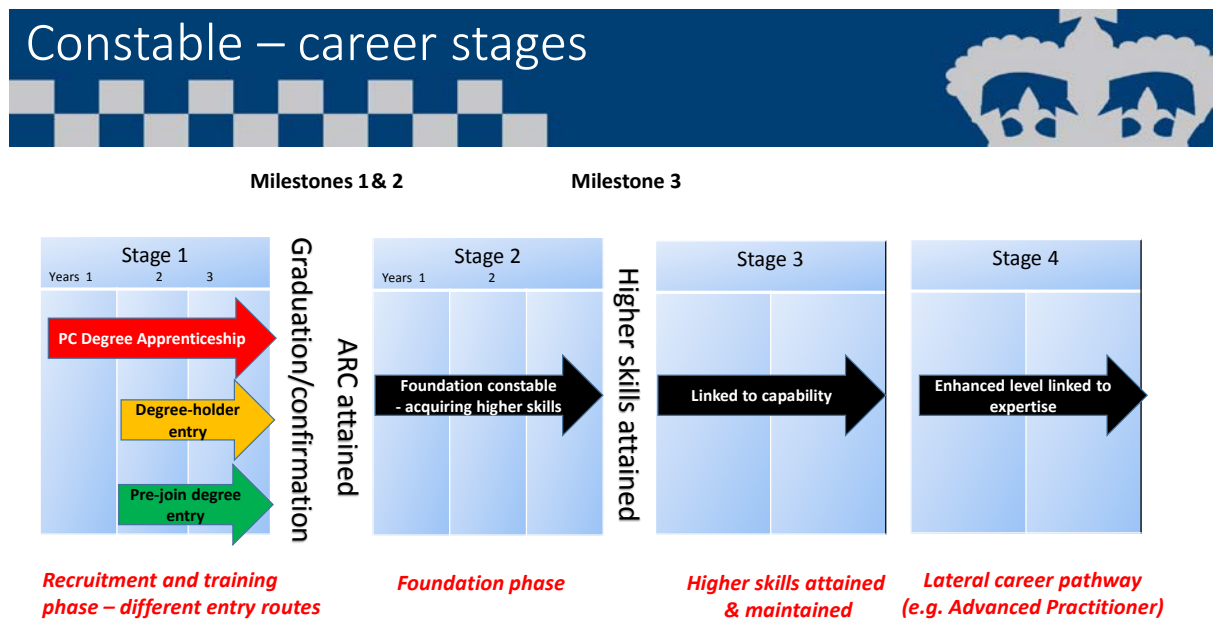 Constable – career stages
Milestones 1 & 2
Milestone 3
Stage 1
Years 1 2 3
PC Degree Apprenticeship
Degree-holder
entry
Pre-join degree
entry
Recruitment and training
phase – different entry routes
Graduation/confirmation
ARC attained
Stage 2
Years 1 2
Foundation constable
- acquiring higher skills
Foundation phase
Higher skills attained
Stage 3
Linked to capability
Higher skills attained
& maintained
Stage 4
Enhanced level linked to
expertise
Lateral career pathway
(e.g. Advanced Practitioner)